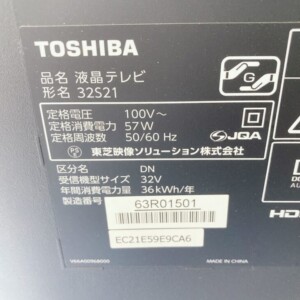 TOSHIBA
品名 液晶テレビ
形名 32S21
定格電圧 100V～
定格消費電力 57W
定格周波数 50/60 Hz
JQA
東芝映像ソリューション株式会社
区分名 DN
受信機型サイズ 32V
年間消費電力量 36kWh/年
製造番号
63R01501
EC21E59E9CA6
G